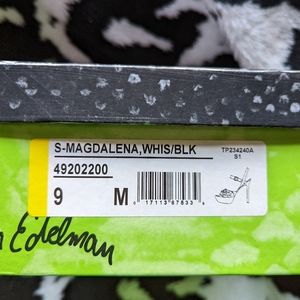 S-MAGDALENA,WHIS/BLK
TP234240A
S1
49202200
9 M
Edelman